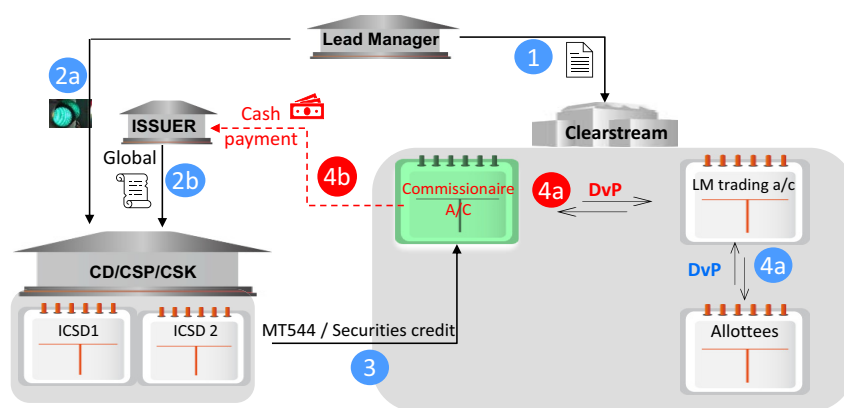 Lead Manager
1
2a
ISSUER
Cash
payment
Clearstream
Global
2b
4b
Commissionaire
A/C
4a
DvP
LM trading a/c
CD/CSP/CSK
DvP
4a
ICSD1
ICSD 2
MT544 / Securities credit
3
Allottees